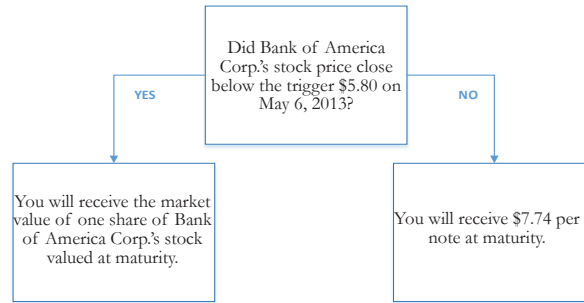 Did Bank of America
Corp.'s stock price close
below the trigger $5.80 on
May 6, 2013?
YES
NO
You will receive the market
value of one share of Bank
of America Corp.'s stock
valued at maturity.
You will receive $7.74 per
note at maturity.